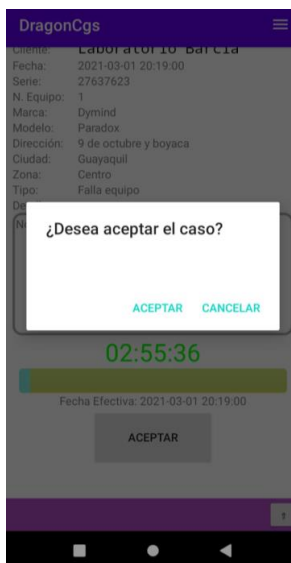 DragonCgs
Cliente: Laboratorio Barcia
Fecha: 2021-03-01 20:19:00
Serie: 27637623
N. Equipo: 1
Marca: Dymind
Modelo: Paradox
Dirección: 9 de octubre y boyaca
Ciudad: Guayaquil
Zona: Centro
Tipo: Falla equipo
De
No
¿Desea aceptar el caso?
ACEPTAR CANCELAR
02:55:36
Fecha Efectiva: 2021-03-01 20:19:00
ACEPTAR